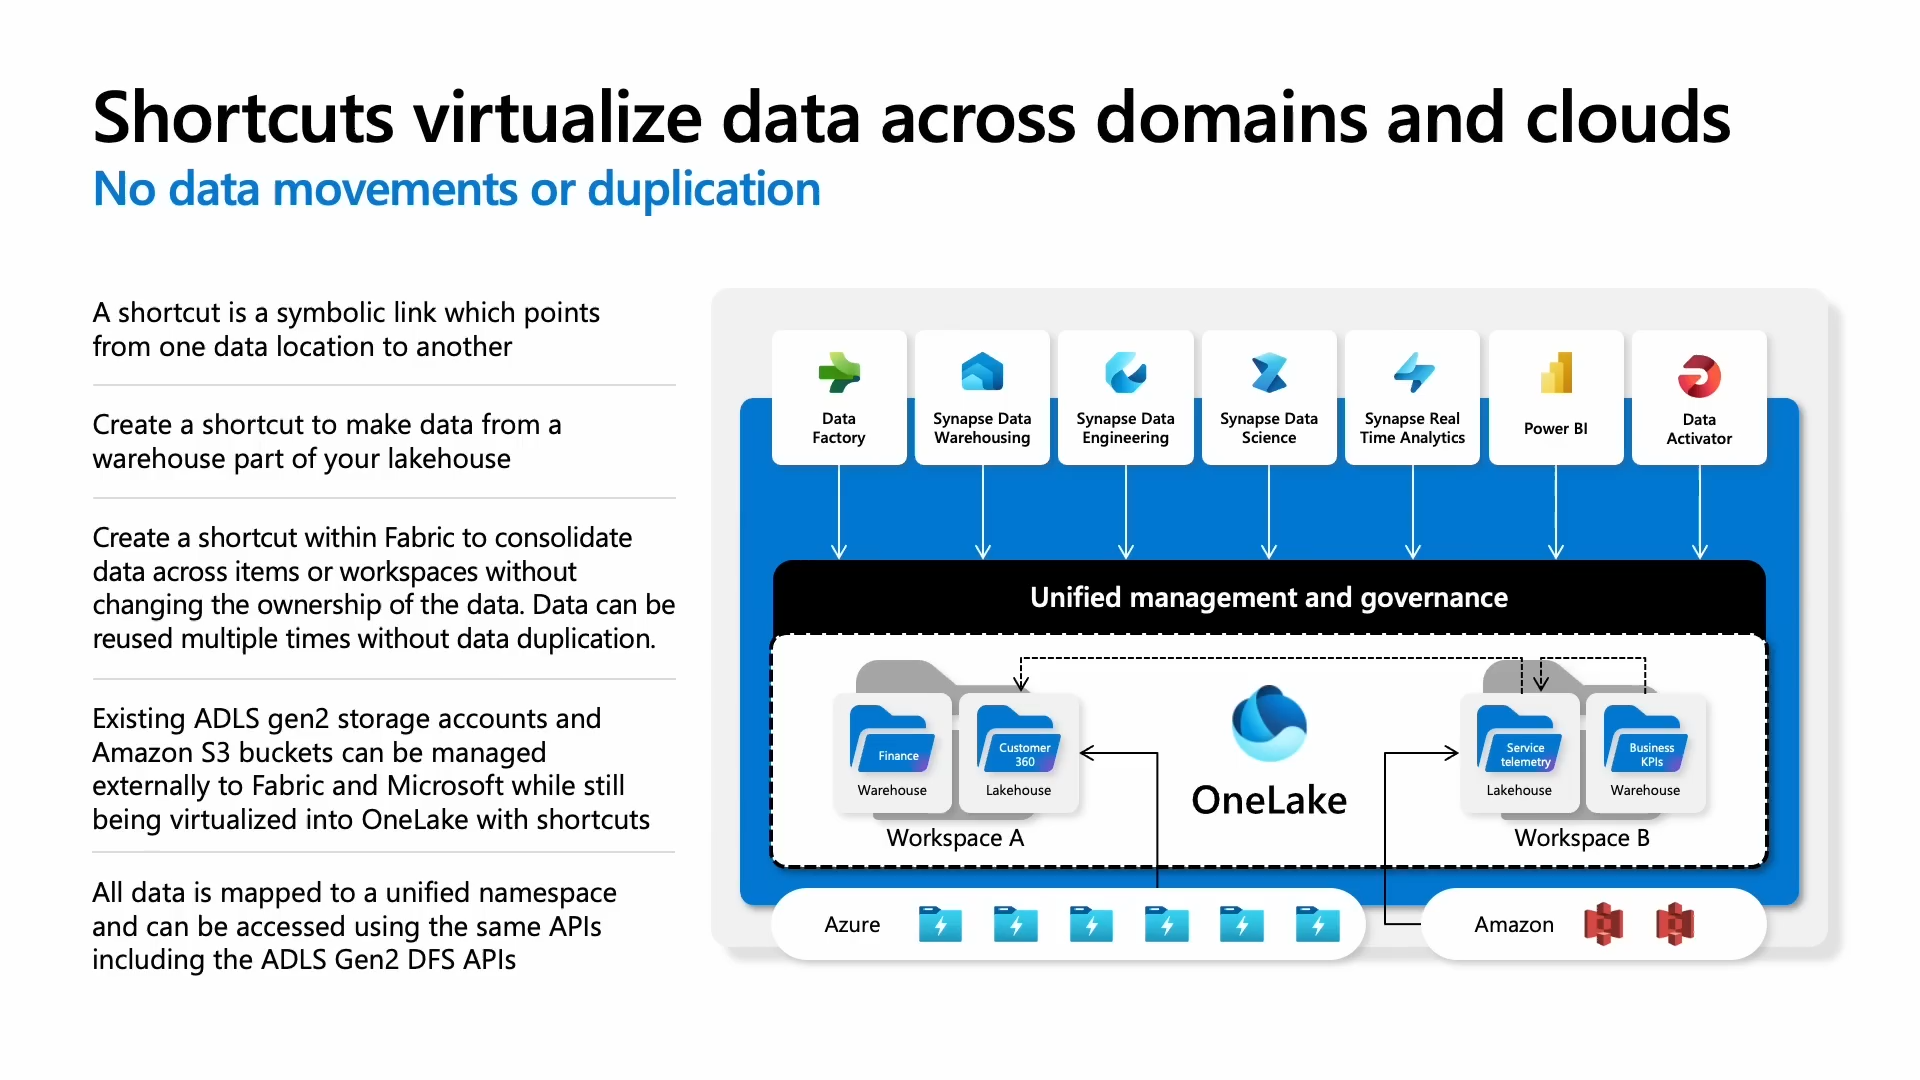 Shortcuts virtualize data across domains and clouds
No data movements or duplication
A shortcut is a symbolic link which points
from one data location to another
Create a shortcut to make data from a
warehouse part of your lakehouse
Create a shortcut within Fabric to consolidate
data across items or workspaces without
changing the ownership of the data. Data can be
reused multiple times without data duplication.
Existing ADLS gen2 storage accounts and
Amazon S3 buckets can be managed
externally to Fabric and Microsoft while still
being virtualized into OneLake with shortcuts
All data is mapped to a unified namespace
and can be accessed using the same APIs
including the ADLS Gen2 DFS APIs
Data
Factory
Synapse Data
Warehousing
Synapse Data
Engineering
Synapse Data
Science
Synapse Real
Time Analytics
Power BI
Data
Activator
Unified management and governance
Finance
Warehouse
Customer
360
Lakehouse
Workspace A
OneLake
Service
telemetry
Lakehouse
Business
KPIs
Warehouse
Workspace B
Azure
Amazon